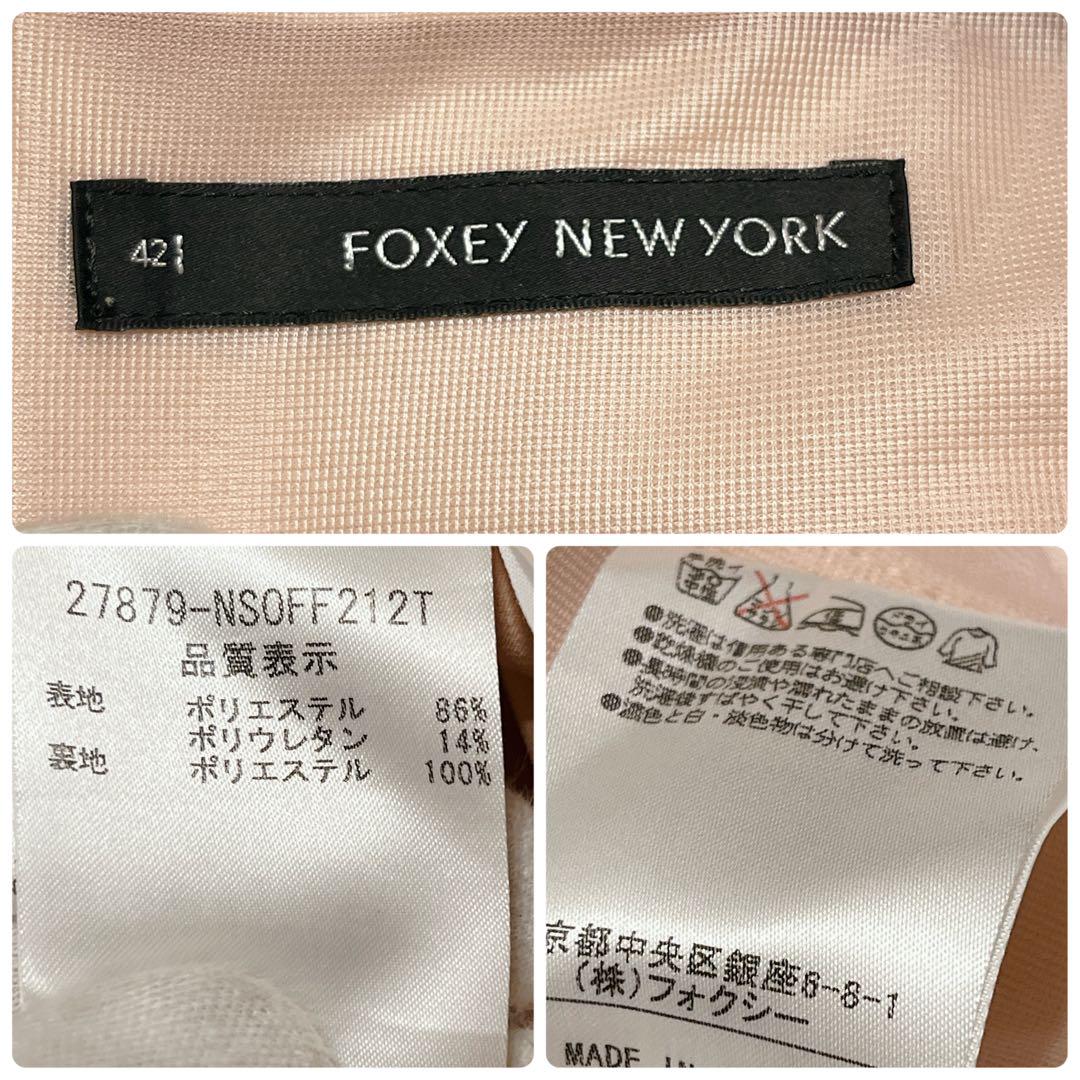 42
FOXEY NEW YORK
27879-NSOFF212T
品質表示
表地 ポリエステル 86%
ポリウレタン 14%
裏地 ポリエステル 100%
中性
●洗濯は信用ある専門店へご相談下さい。
●乾燥機のご使用はお避け下さい。
●長時間の浸漬や濡れたままの放置は避け、
洗濯後すばやく干して下さい。
●濃色と白・淡色物は分けて洗って下さい。
京都中央区銀座6-8-1
(株)フォクシー
MADE IN